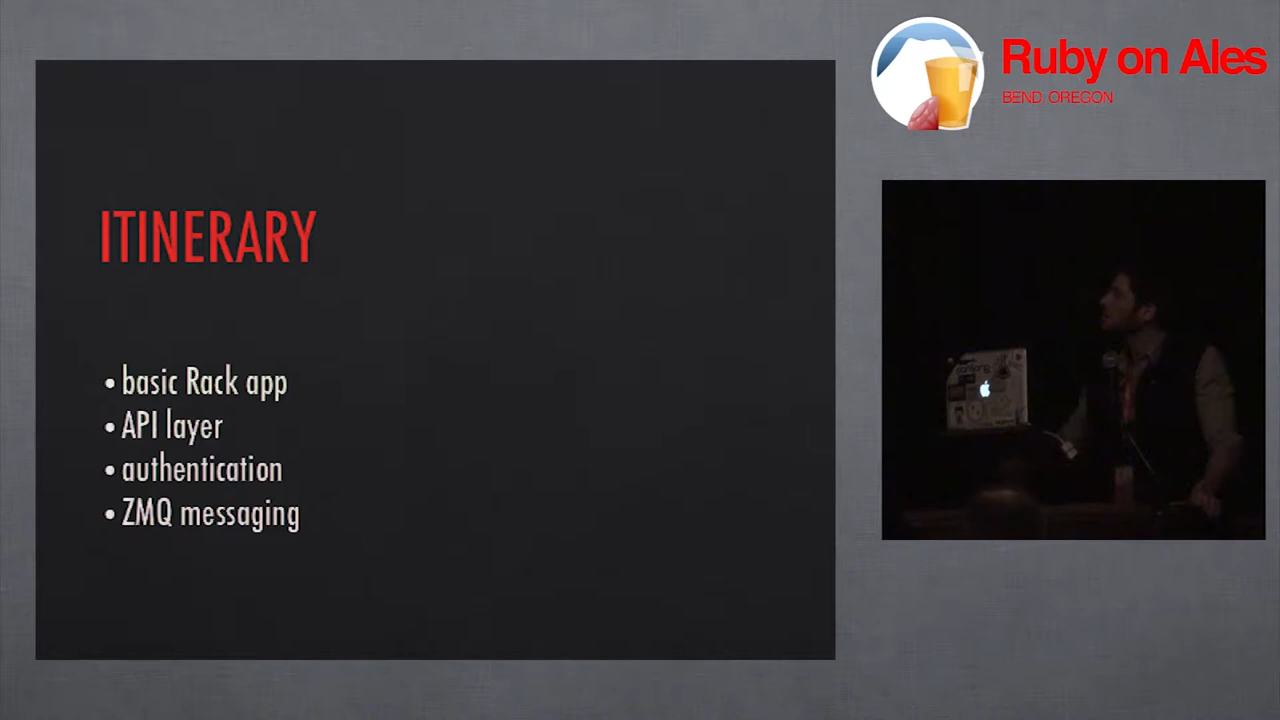 Ruby on Ales
BEND OREGON
ITINERARY
• basic Rack app
• API layer
• authentication
• ZMQ messaging